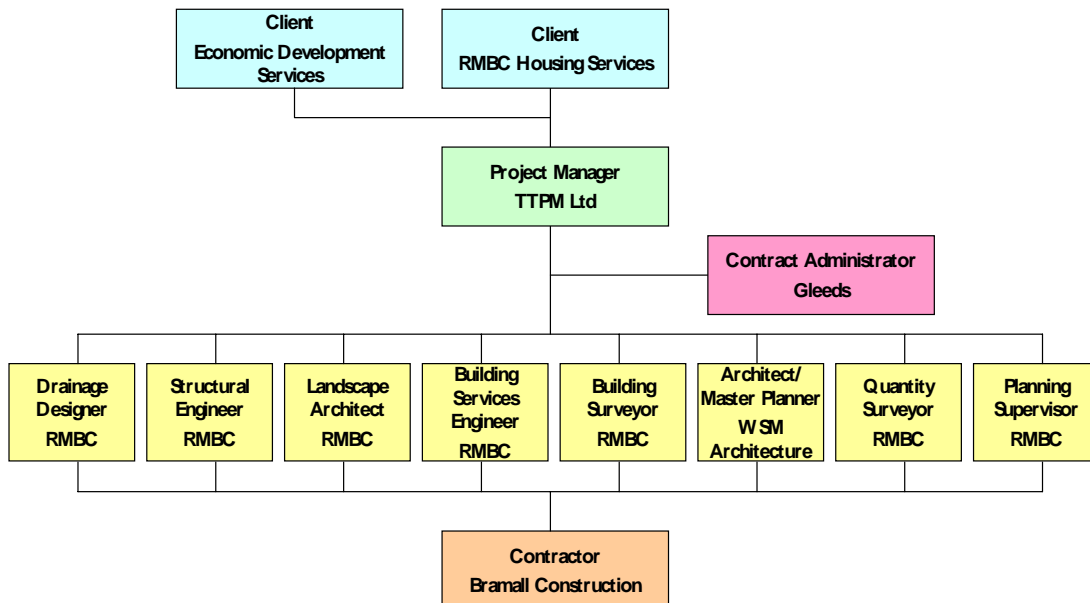 Client
Economic Development
Services
Client
RMBC Housing Services
Project Manager
TTPM Ltd
Contract Administrator
Gleeds
Drainage
Designer
RMBC
Structural
Engineer
RMBC
Landscape
Architect
RMBC
Building
Services
Engineer
RMBC
Building
Surveyor
RMBC
Architect/
Master Planner
WSM
Architecture
Quantity
Surveyor
RMBC
Planning
Supervisor
RMBC
Contractor
Bramall Construction